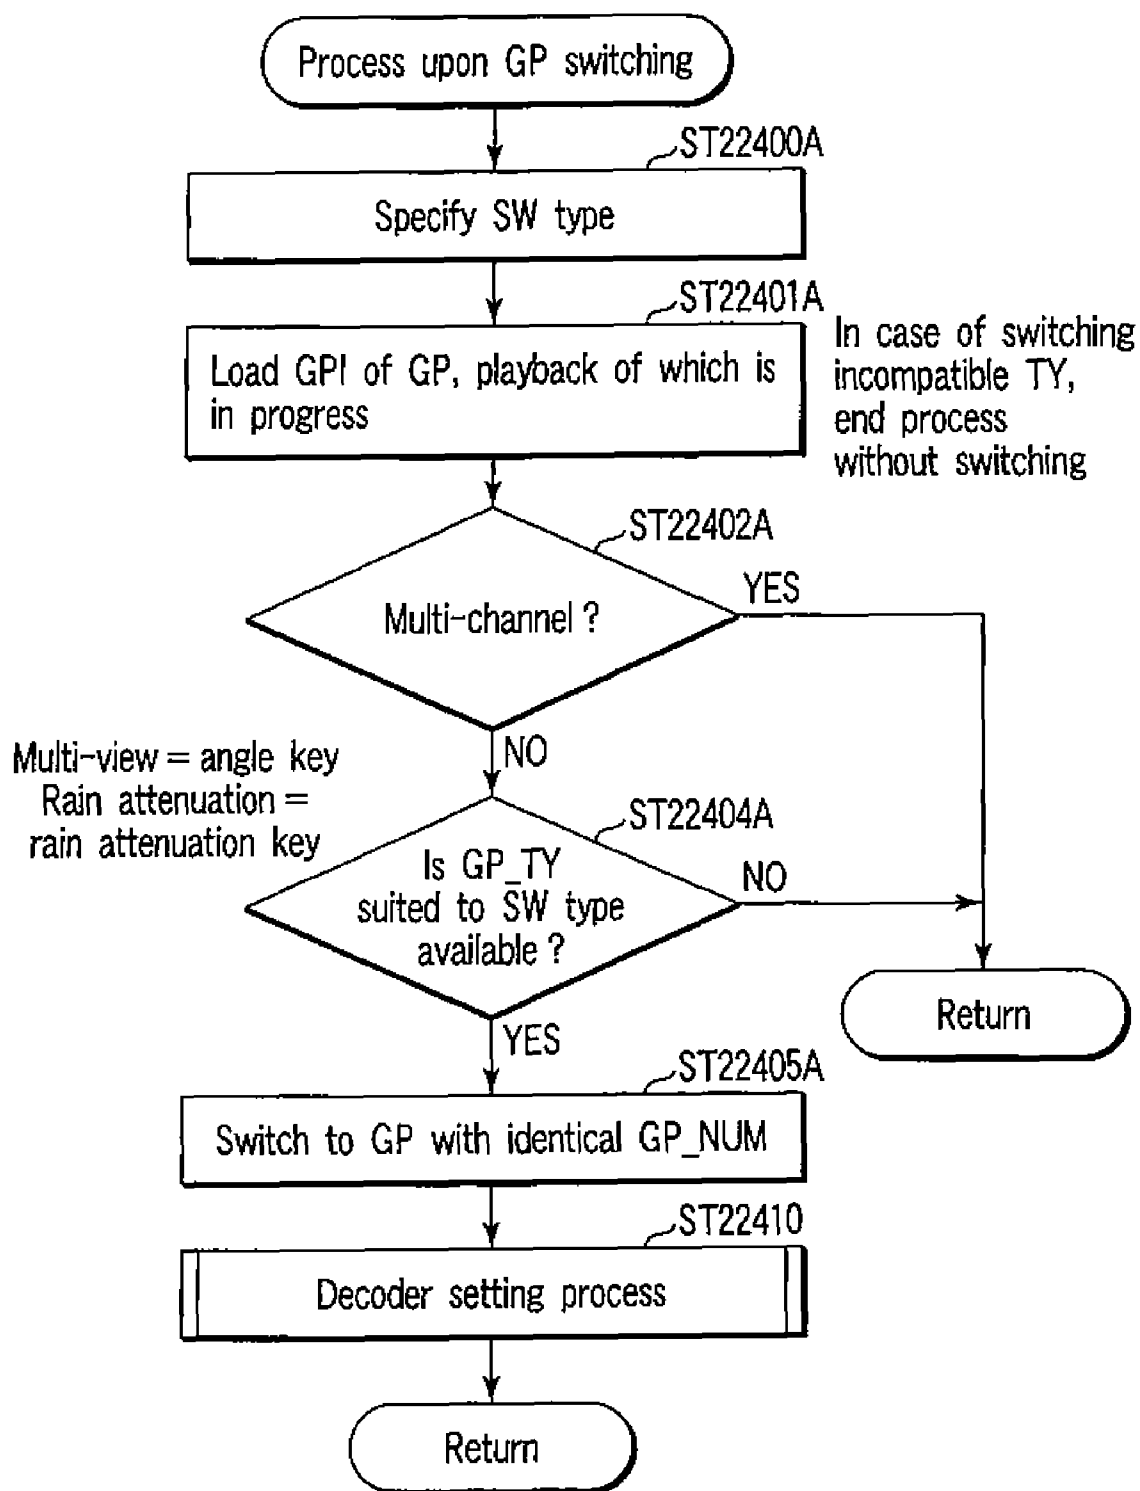 Process upon GP switching
ST22400A
Specify SW type
ST22401A
Load GPI of GP, playback of which is
in progress
In case of switching
incompatible TY,
end process
without switching
ST22402A
Multi-channel ?
YES
NO
Multi-view = angle key
Rain attenuation =
rain attenuation key
ST22404A
Is GP_TY
suited to SW type
available ?
NO
Return
YES
ST22405A
Switch to GP with identical GP_NUM
ST22410
Decoder setting process
Return